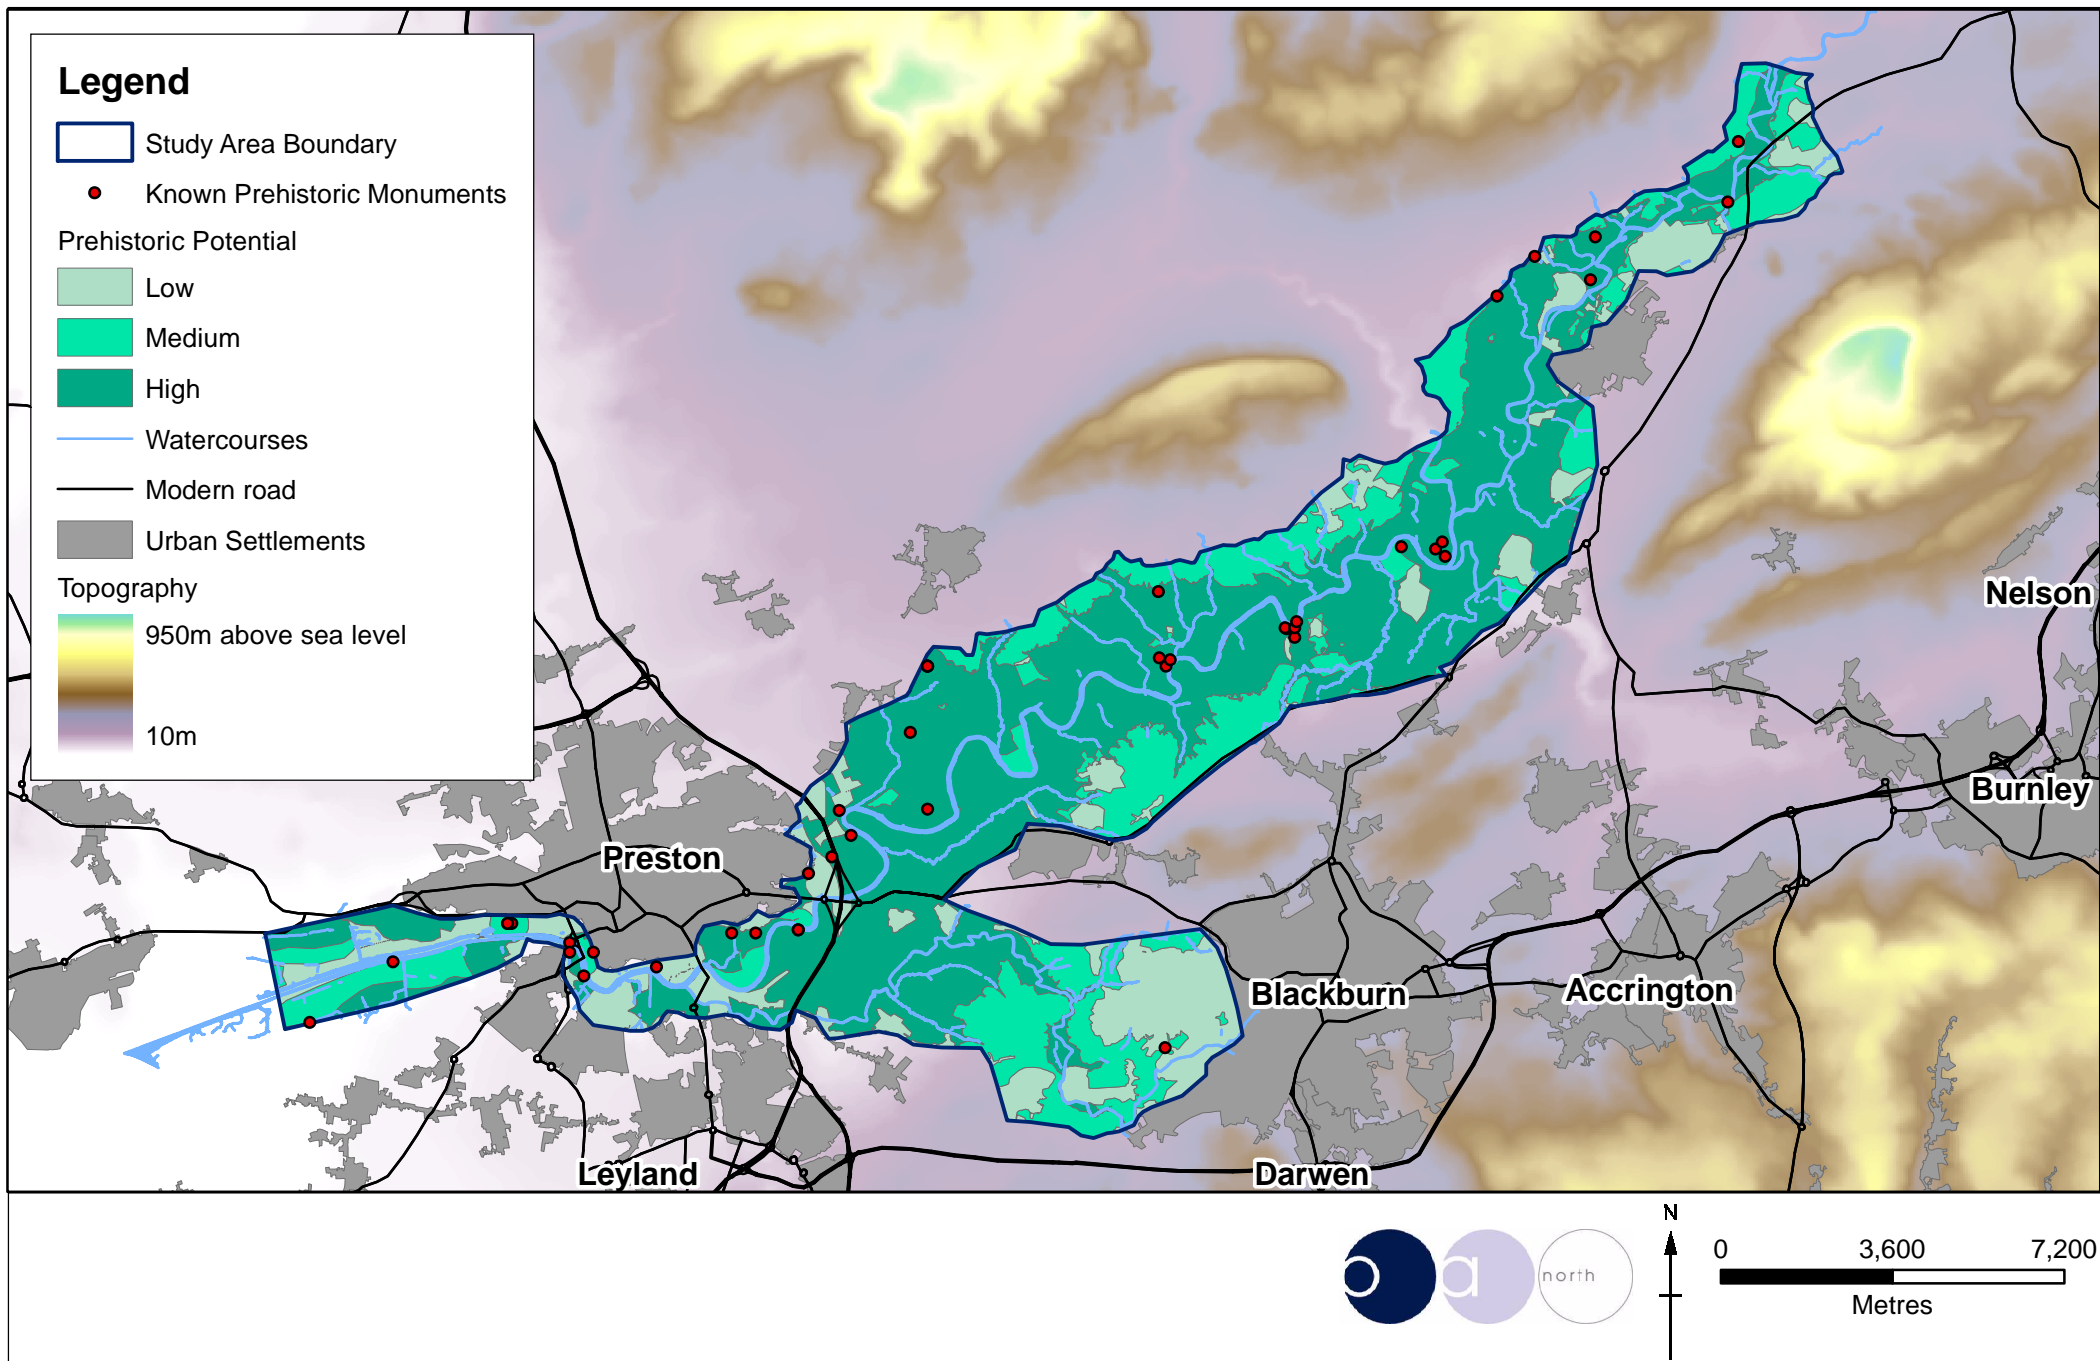 Legend
Study Area Boundary
Known Prehistoric Monuments
Prehistoric Potential
Low
Medium
High
Watercourses
Modern road
Urban Settlements
Topography
950m above sea level
10m
Nelson
Burnley
Preston
Blackburn
Accrington
Leyland
Darwen
o a north
N
0 3,600 7,200
Metres